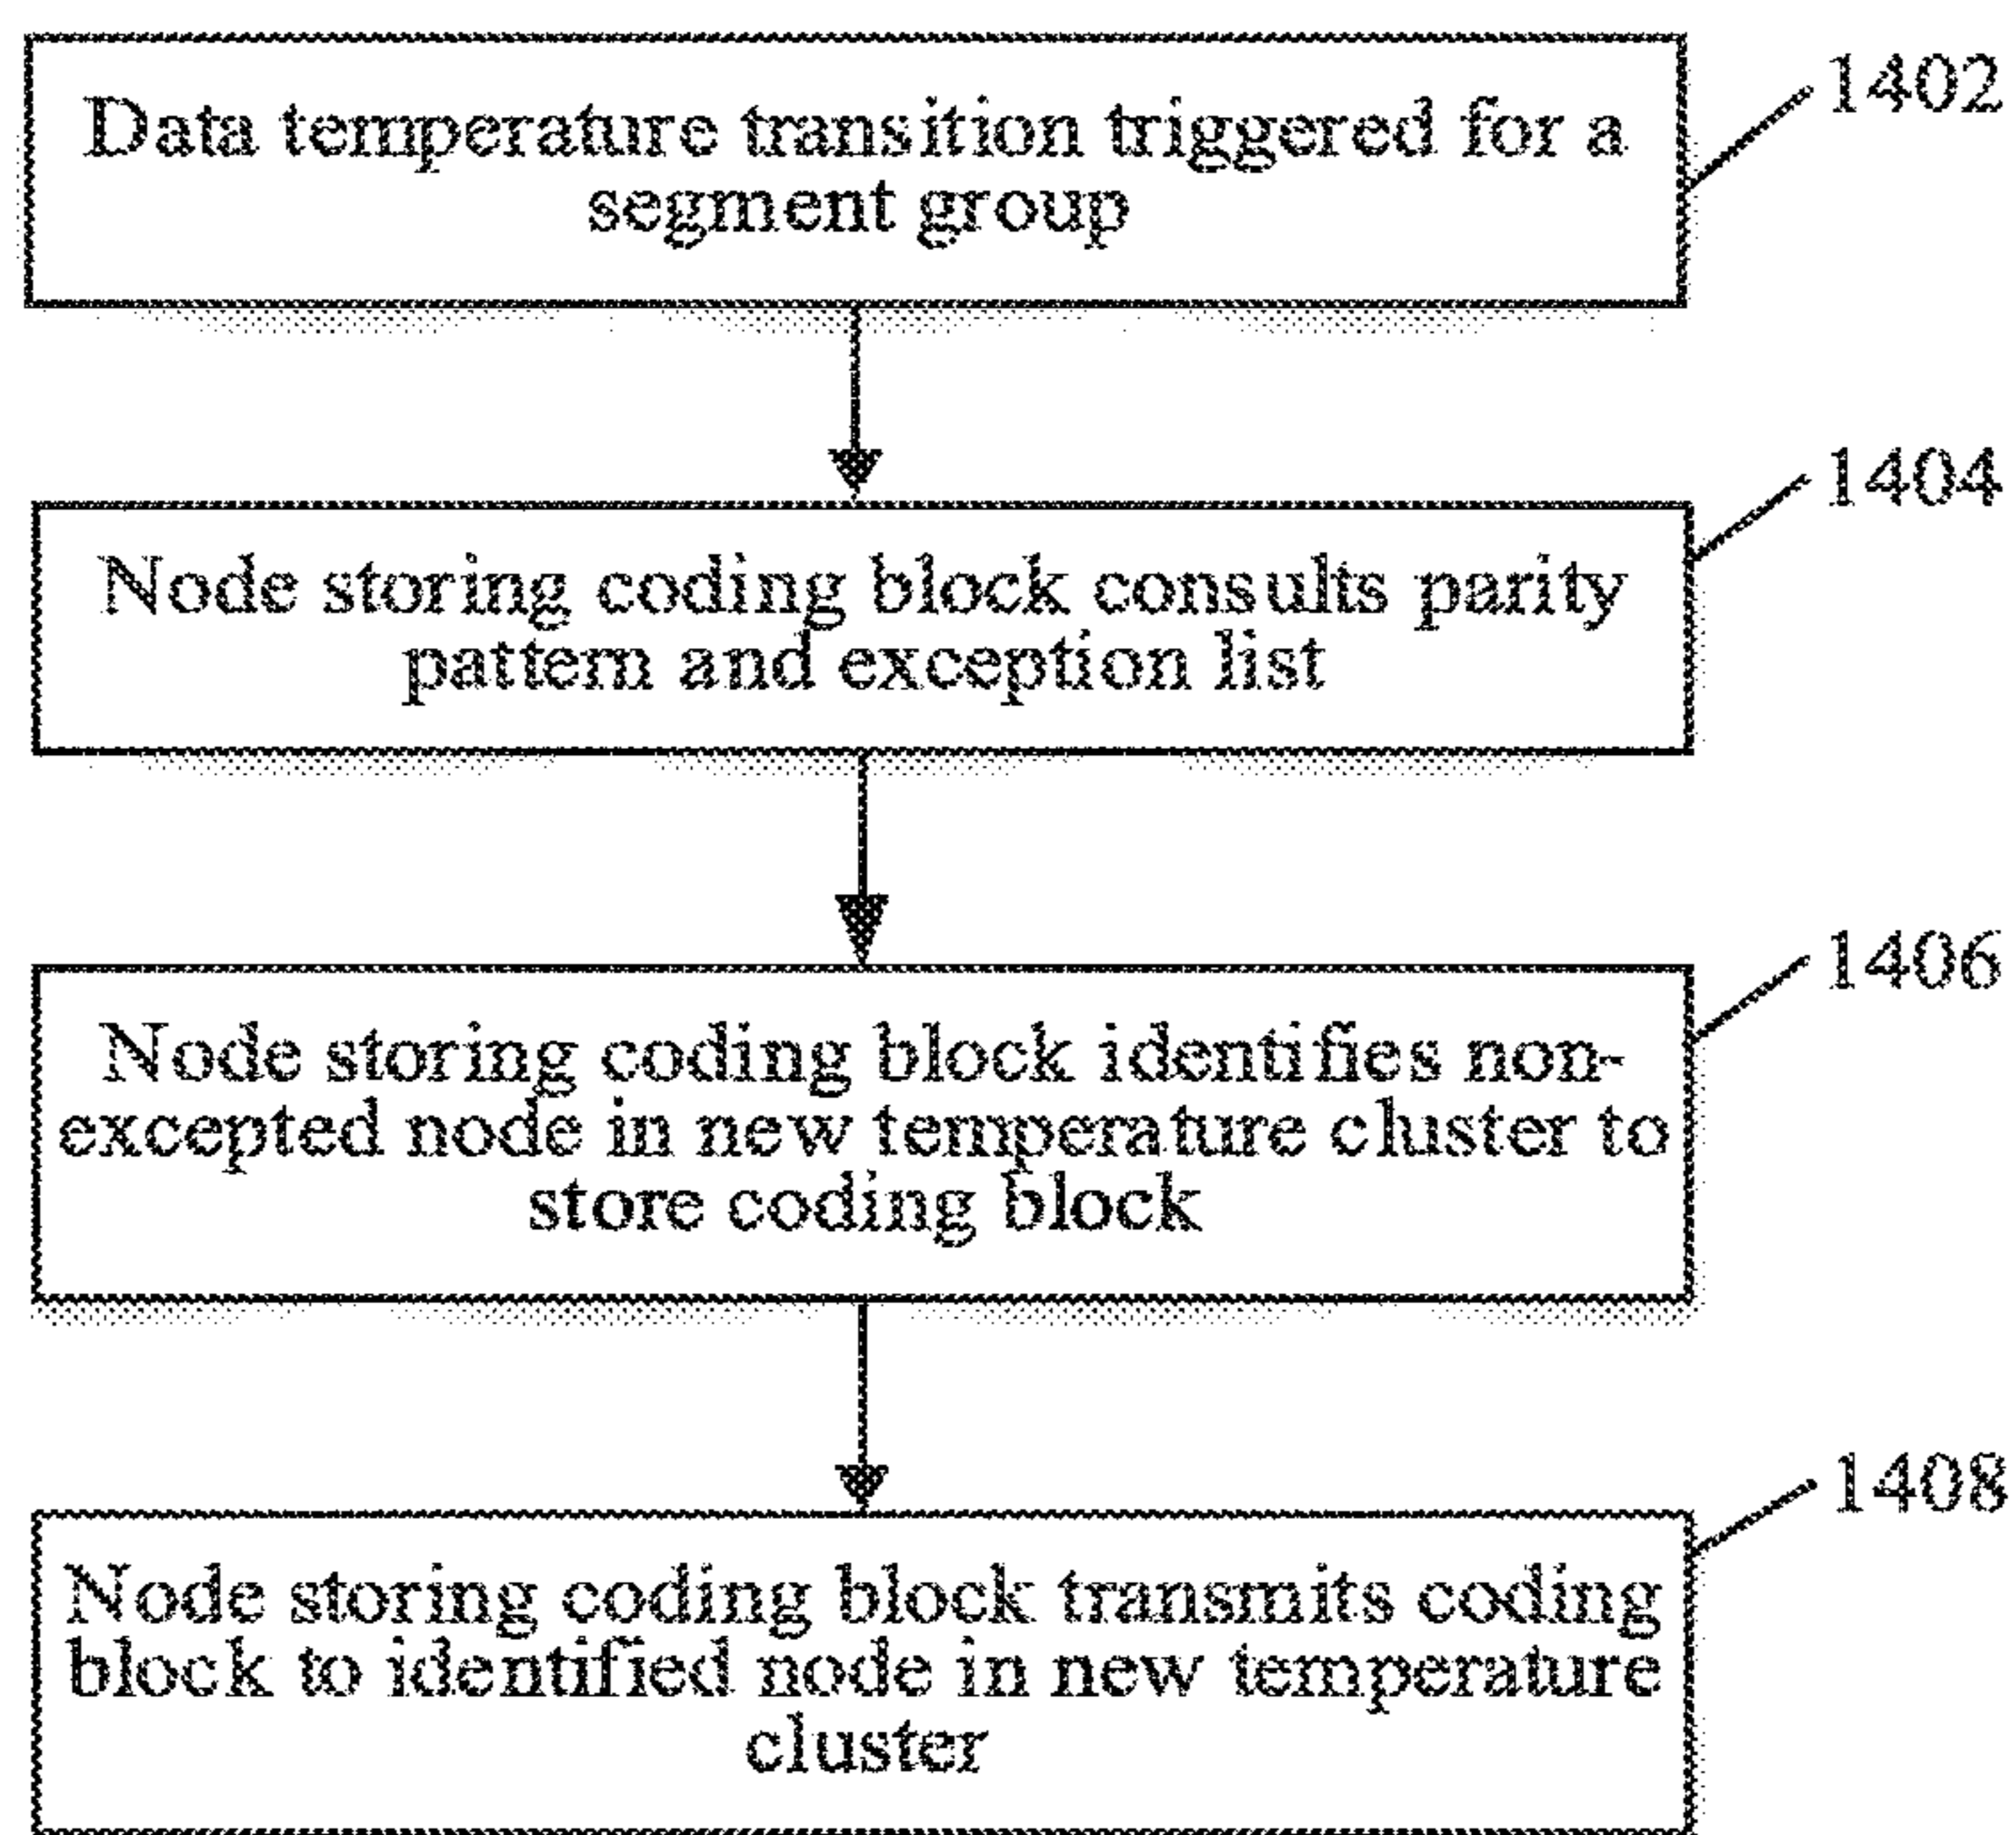 Data temperature transition triggered for a
segment group
1402
Node storing coding block consults parity
pattern and exception list
1404
Node storing coding block identifies non-
excepted node in new temperature cluster to
store coding block
1406
Node storing coding block transmits coding
block to identified node in new temperature
cluster
1408